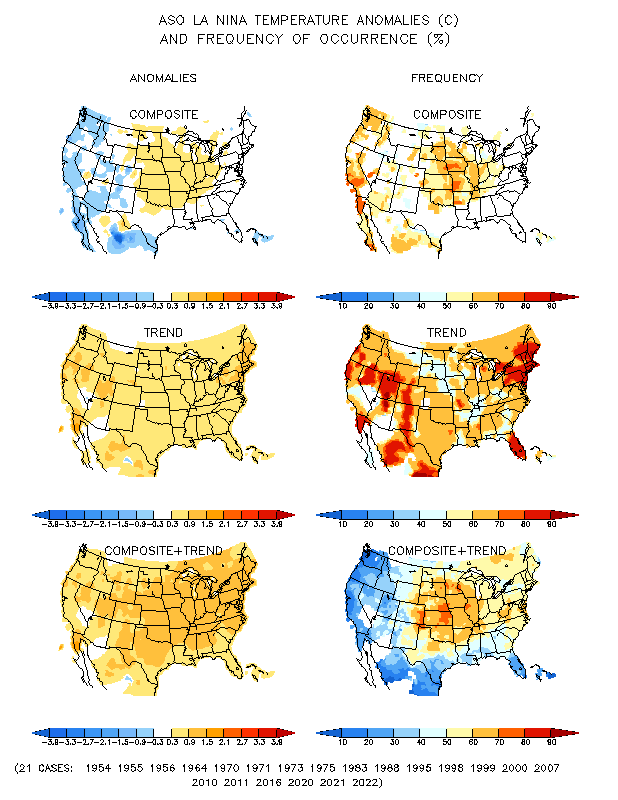 ASO LA NINA TEMPERATURE ANOMALIES (C)
AND FREQUENCY OF OCCURRENCE (%)
ANOMALIES FREQUENCY
COMPOSITE COMPOSITE
-3.9 -3.3 -2.7 -2.1 -1.5 -0.9 -0.3 0.3 0.9 1.5 2.1 2.7 3.3 3.9 10 20 30 40 50 60 70 80 90
TREND TREND
-3.9 -3.3 -2.7 -2.1 -1.5 -0.9 -0.3 0.3 0.9 1.5 2.1 2.7 3.3 3.9 10 20 30 40 50 60 70 80 90
COMPOSITE+TREND COMPOSITE+TREND
-3.9 -3.3 -2.7 -2.1 -1.5 -0.9 -0.3 0.3 0.9 1.5 2.1 2.7 3.3 3.9 10 20 30 40 50 60 70 80 90
(21 CASES: 1954 1955 1956 1964 1970 1971 1973 1975 1983 1988 1995 1998 1999 2000 2007
2010 2011 2016 2020 2021 2022)